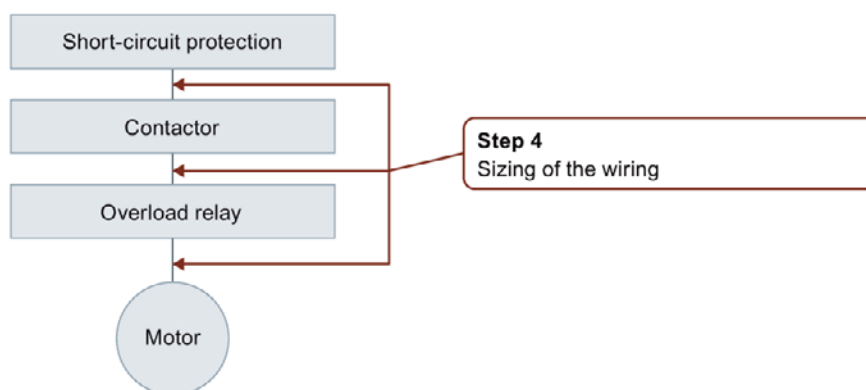 Short-circuit protection
Contactor
Step 4
Sizing of the wiring
Overload relay
Motor